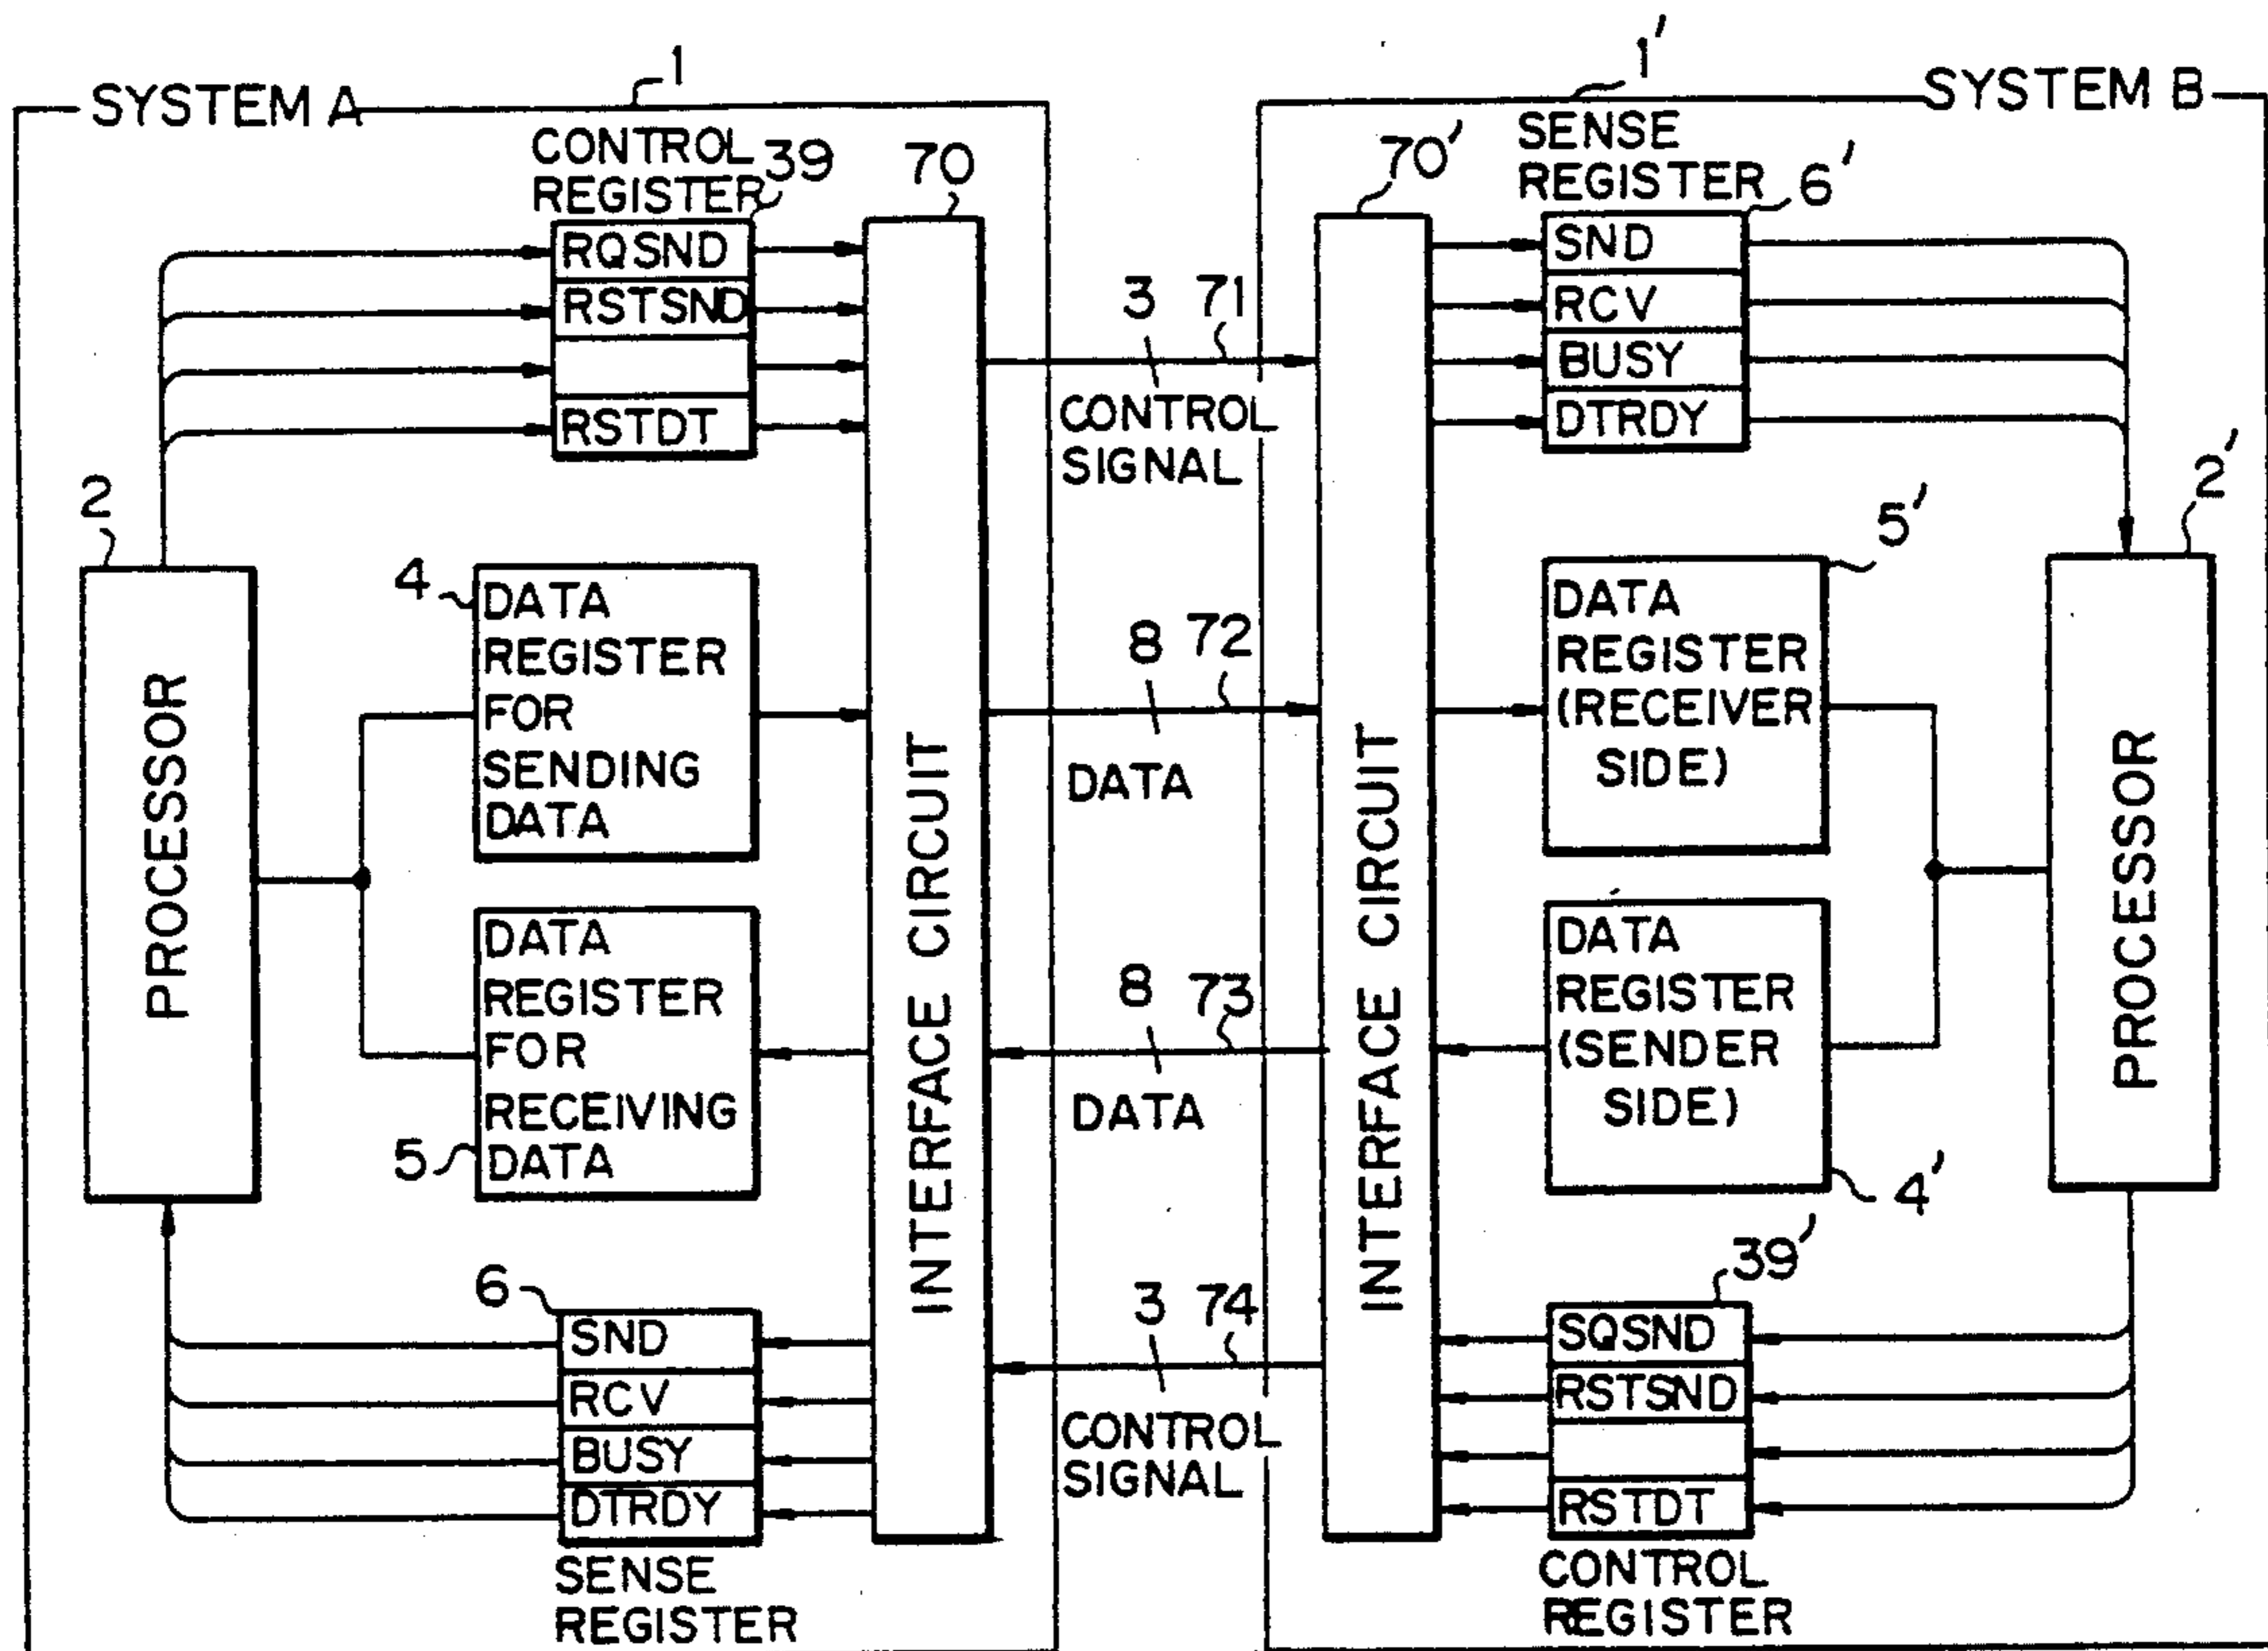 SYSTEM A
1
CONTROL
REGISTER
39
70
RQSND
RSTSND
RSTDT
2
PROCESSOR
4
DATA
REGISTER
FOR
SENDING
DATA
DATA
REGISTER
FOR
RECEIVING
DATA
5
6
SND
RCV
BUSY
DTRDY
SENSE
REGISTER
INTERFACE CIRCUIT
3 71
CONTROL
SIGNAL
8 72
DATA
8 73
DATA
3 74
CONTROL
SIGNAL
1'
SYSTEM B
70'
SENSE
REGISTER
6'
SND
RCV
BUSY
DTRDY
2'
5'
DATA
REGISTER
(RECEIVER
SIDE)
DATA
REGISTER
(SENDER
SIDE)
4'
INTERFACE CIRCUIT
PROCESSOR
39'
SQSND
RSTSND
RSTDT
CONTROL
REGISTER